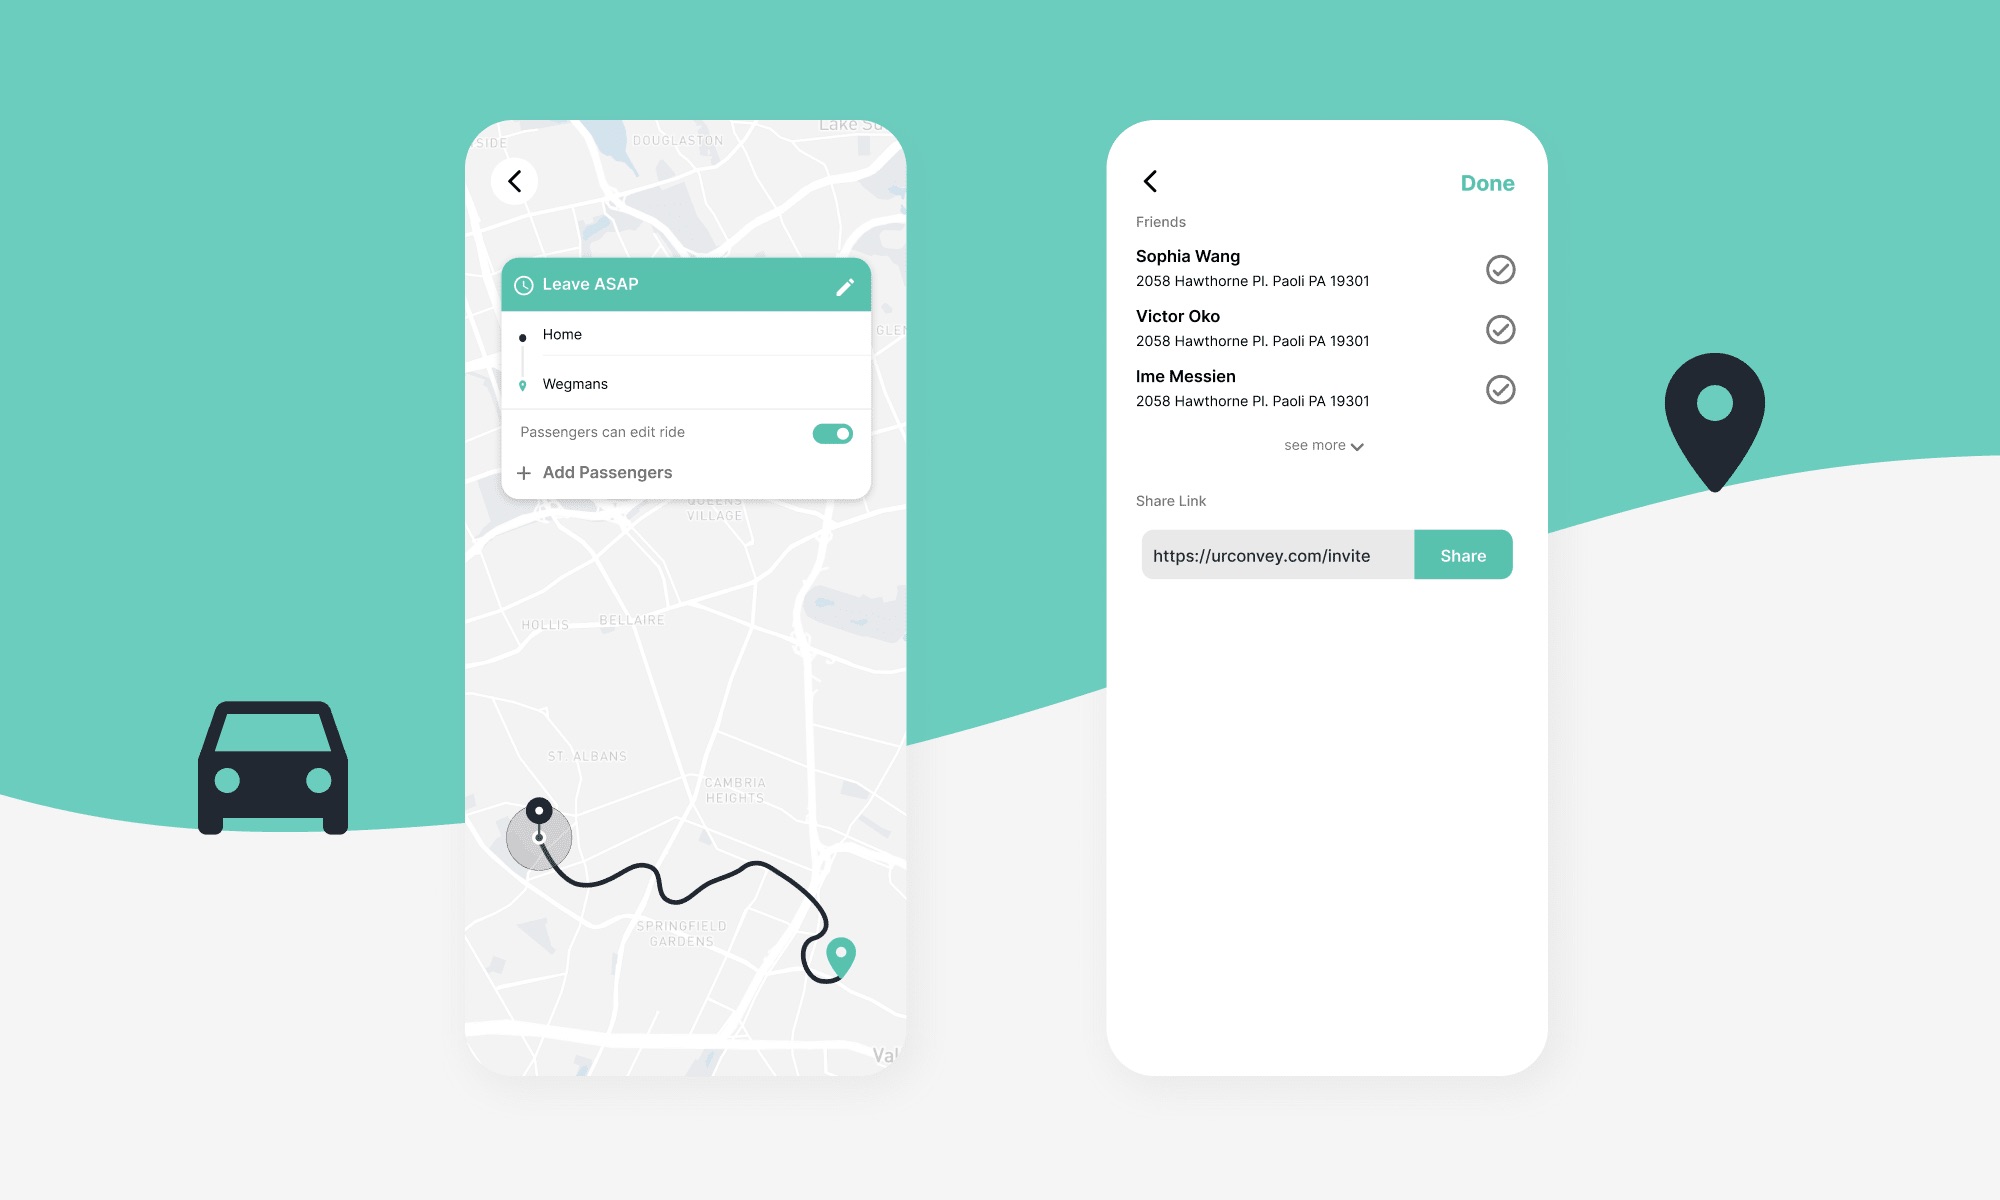 Lake Su
SIDE
DOUGLASTON
Leave ASAP
GLEN
Home
Wegmans
Passengers can edit ride
Add Passengers
QUEENS
VILLAGE
HOLLIS
BELLAIRE
ST. ALBANS
CAMBRIA
HEIGHTS
SPRINGFIELD
GARDENS
Val
Done
Friends
Sophia Wang
2058 Hawthorne Pl. Paoli PA 19301
Victor Oko
2058 Hawthorne Pl. Paoli PA 19301
Ime Messien
2058 Hawthorne Pl. Paoli PA 19301
see more
Share Link
https://urconvey.com/invite
Share